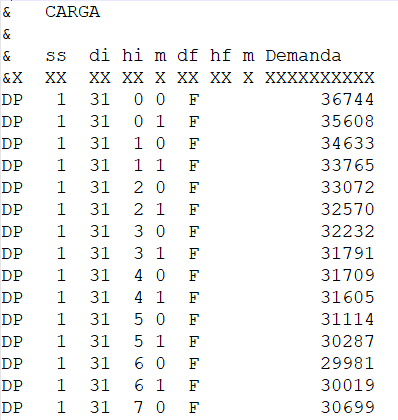 &   CARGA
&
&   ss  di hi m df hf m Demanda
&X  XX  XX XX X XX XX X XXXXXXXXXX
DP   1  31  0 0  F           36744
DP   1  31  0 1  F           35608
DP   1  31  1 0  F           34633
DP   1  31  1 1  F           33765
DP   1  31  2 0  F           33072
DP   1  31  2 1  F           32570
DP   1  31  3 0  F           32232
DP   1  31  3 1  F           31791
DP   1  31  4 0  F           31709
DP   1  31  4 1  F           31605
DP   1  31  5 0  F           31114
DP   1  31  5 1  F           30287
DP   1  31  6 0  F           29981
DP   1  31  6 1  F           30019
DP   1  31  7 0  F           30699